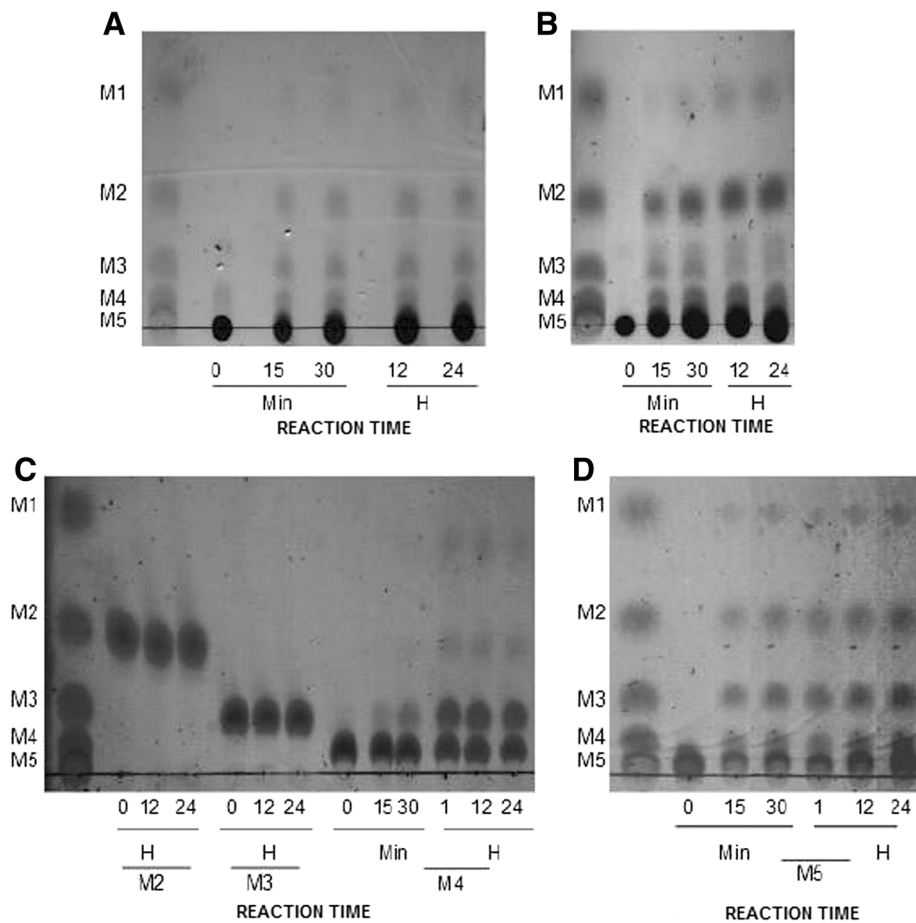 A
M1
M2
M3
M4
M5
0 15 30 12 24
Min H
REACTION TIME
B
M1
M2
M3
M4
M5
0 15 30 12 24
Min H
REACTION TIME
C
M1
M2
M3
M4
M5
0 12 24 0 12 24 0 15 30 1 12 24
H H Min H
M2 M3 M4
REACTION TIME
D
M1
M2
M3
M4
M5
0 15 30 1 12 24
Min H
M5
REACTION TIME